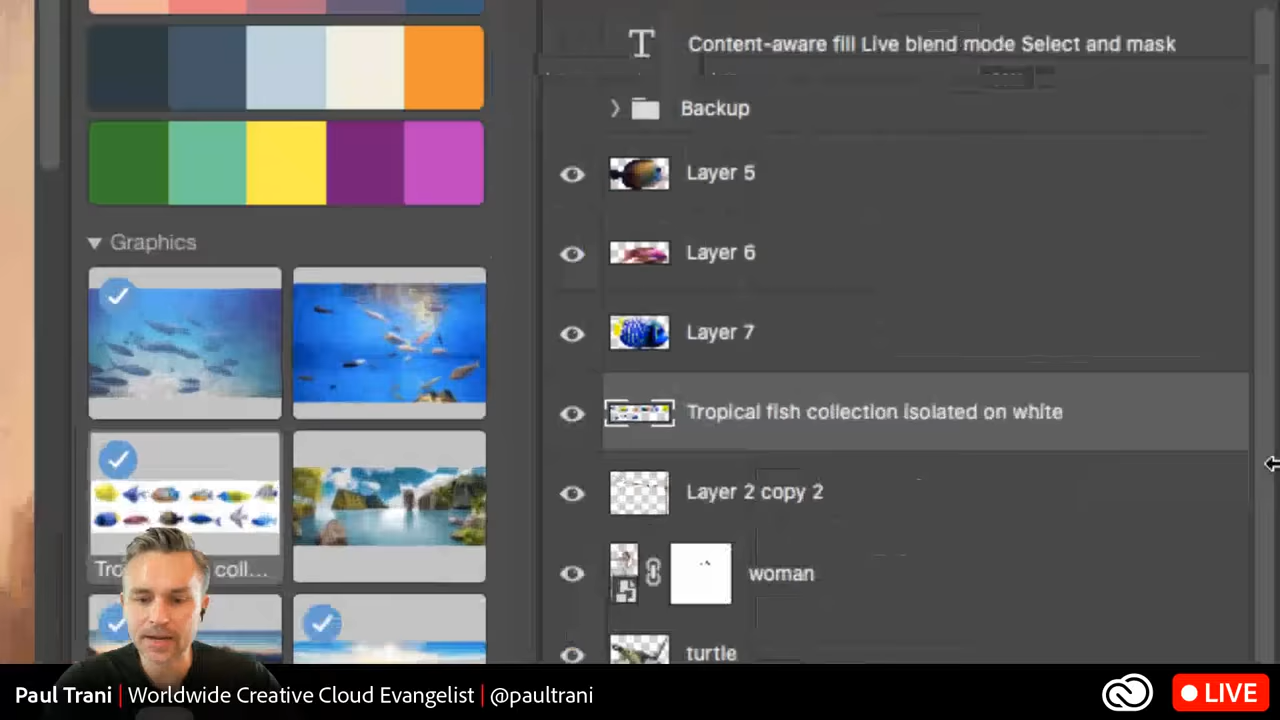 Content-aware fill Live blend mode Select and mask
Backup
Layer 5
Graphics
Layer 6
Layer 7
Tropical fish collection isolated on white
Layer 2 copy 2
coll...
woman
turtle
Paul Trani | Worldwide Creative Cloud Evangelist | @paultrani
LIVE